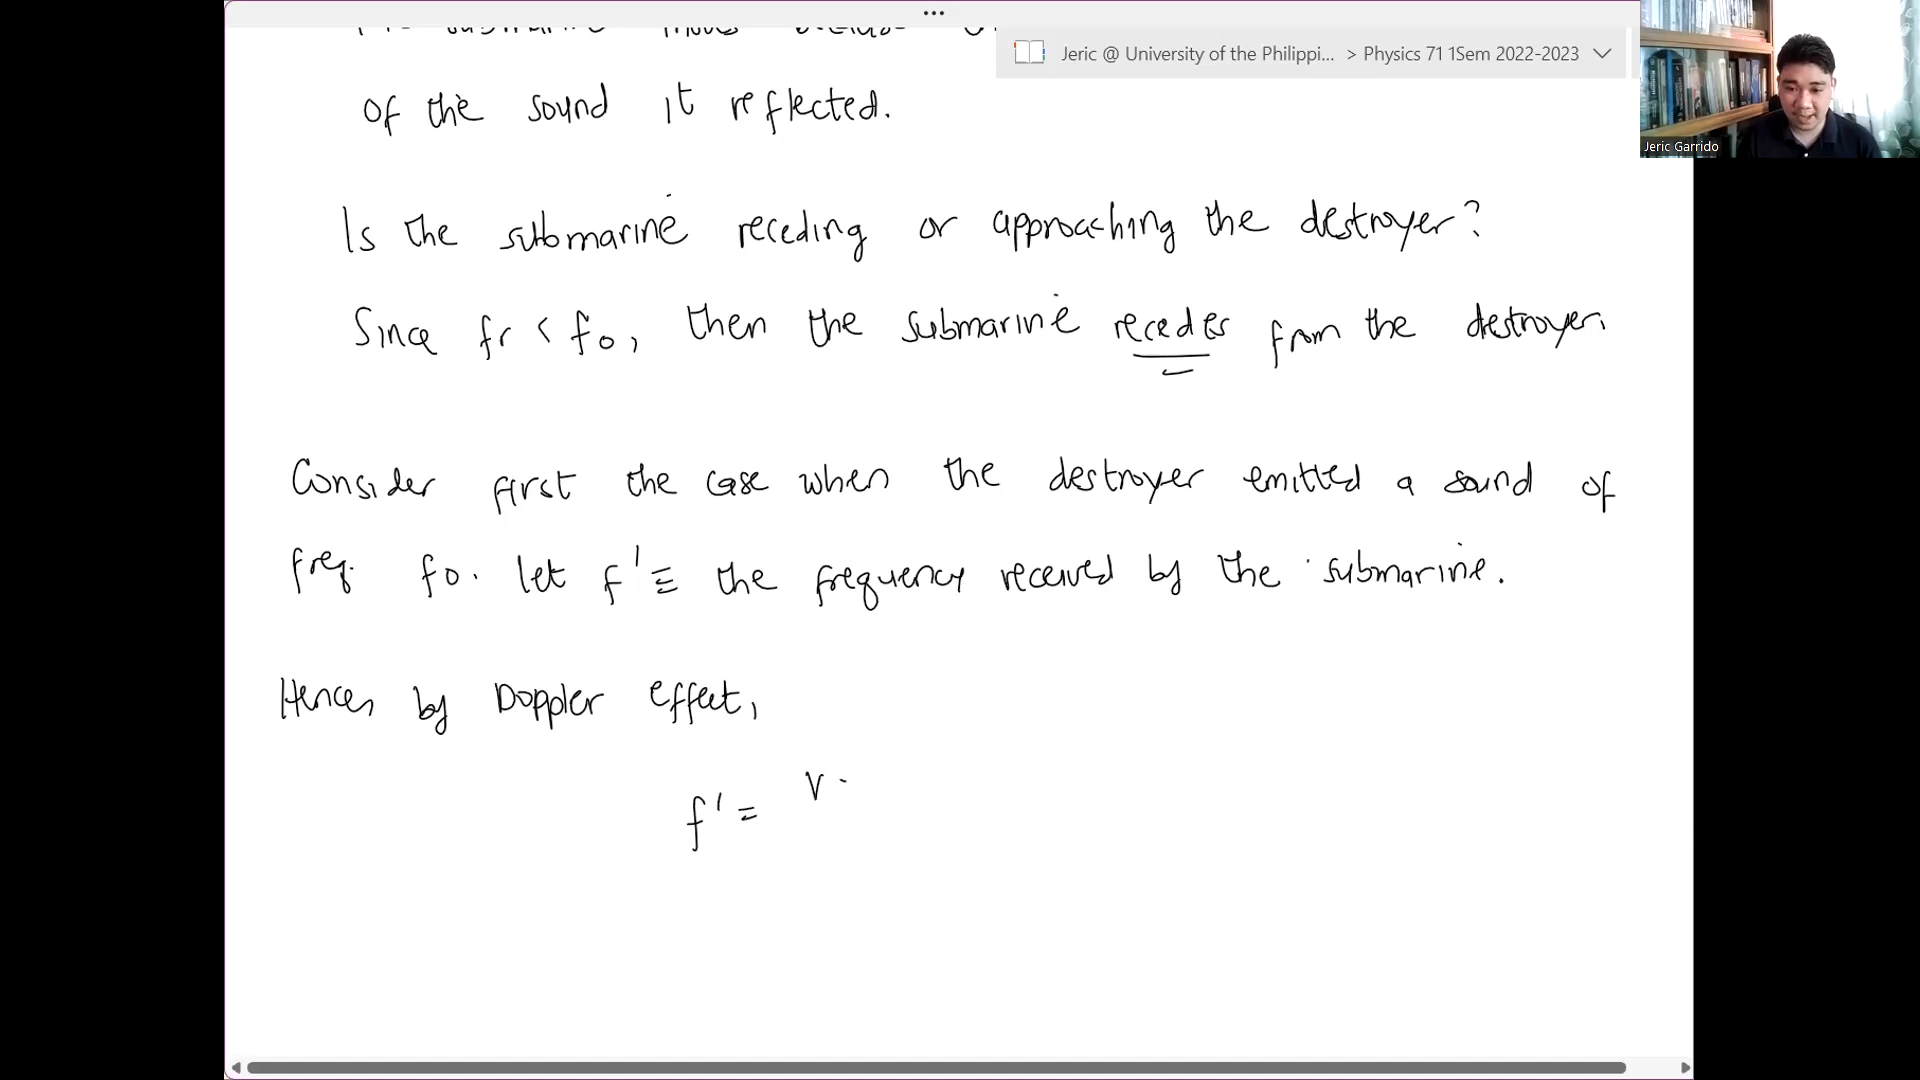 submarine moves because
Jeric @ University of the Philippi... > Physics 71 1Sem 2022-2023
of the sound it reflected.
Jeric Garrido
Is the submarine receding or approaching the destroyer?
Since fr < fo, then the submarine recedes from the destroyer.
Consider first the case when the destroyer emitted a sound of
freq. fo. let f' ≡ the frequency received by the submarine.
Hence, by Doppler effect,
f' = V -